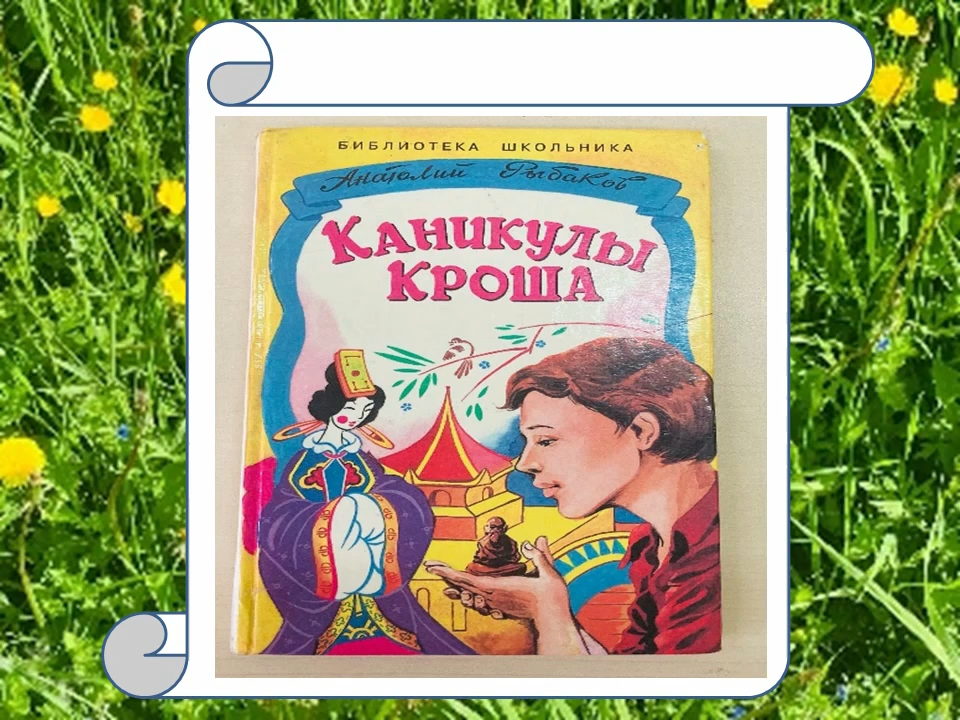 БИБЛИОТЕКА ШКОЛЬНИКА
Анатолий Рыбаков
КАНИКУЛЫ
КРОША